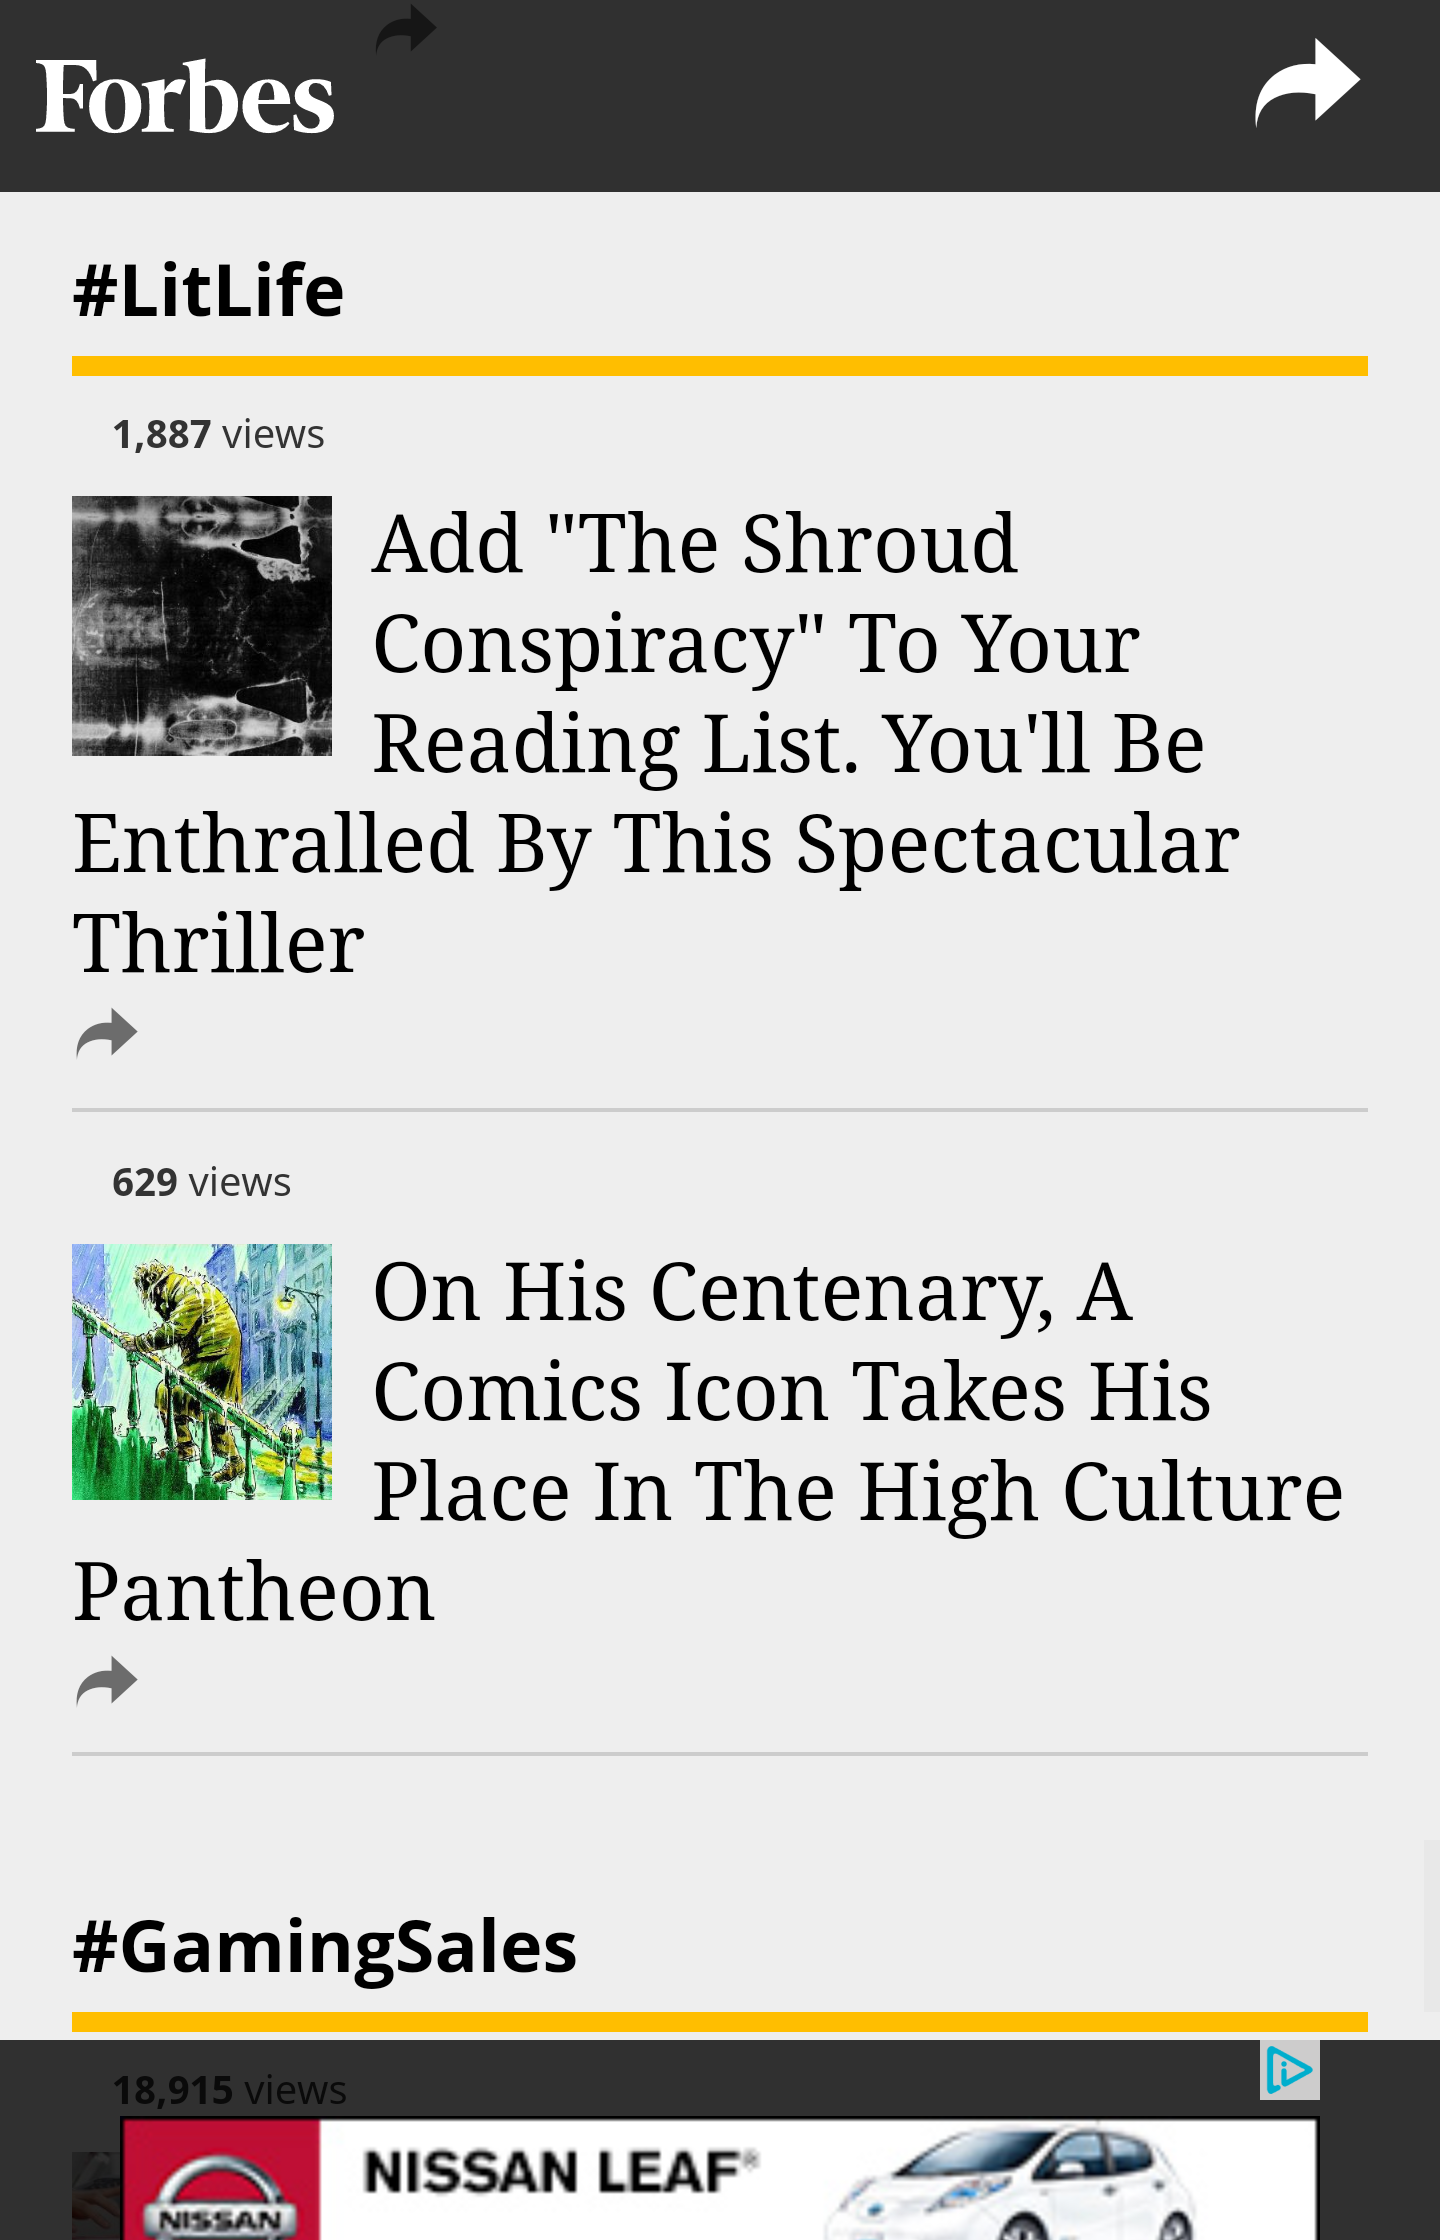 Forbes
#LitLife
1,887 views
Add "The Shroud
Conspiracy" To Your
Reading List. You'll Be
Enthralled By This Spectacular
Thriller
629 views
On His Centenary, A
Comics Icon Takes His
Place In The High Culture
Pantheon
#GamingSales
18,915 views
NISSAN LEAF®
NISSAN